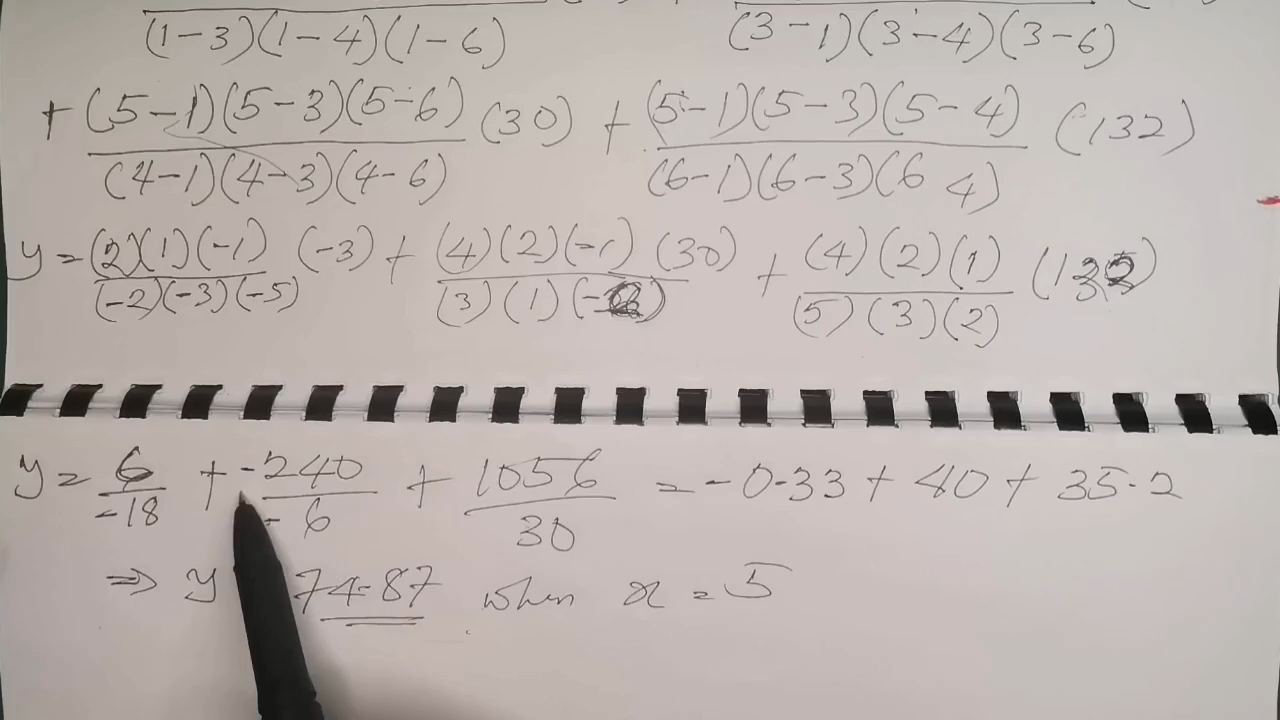 (1-3)(1-4)(1-6) (3-1)(3-4)(3-6)
+ (5-1)(5-3)(5-6) (30) + (5-1)(5-3)(5-4) (132)
(4-1)(4-3)(4-6) (6-1)(6-3)(6 4)
y = (2)(1)(-1) (-3) + (4)(2)(-1) (30) + (4)(2)(1) (132)
(-2)(-3)(-5) (3)(1)(-2) (5)(3)(2)
y = 6 + -240 + 1056 = -0.33 + 40 + 35.2
-18 -6 30
⇒ y 74.87 when x = 5